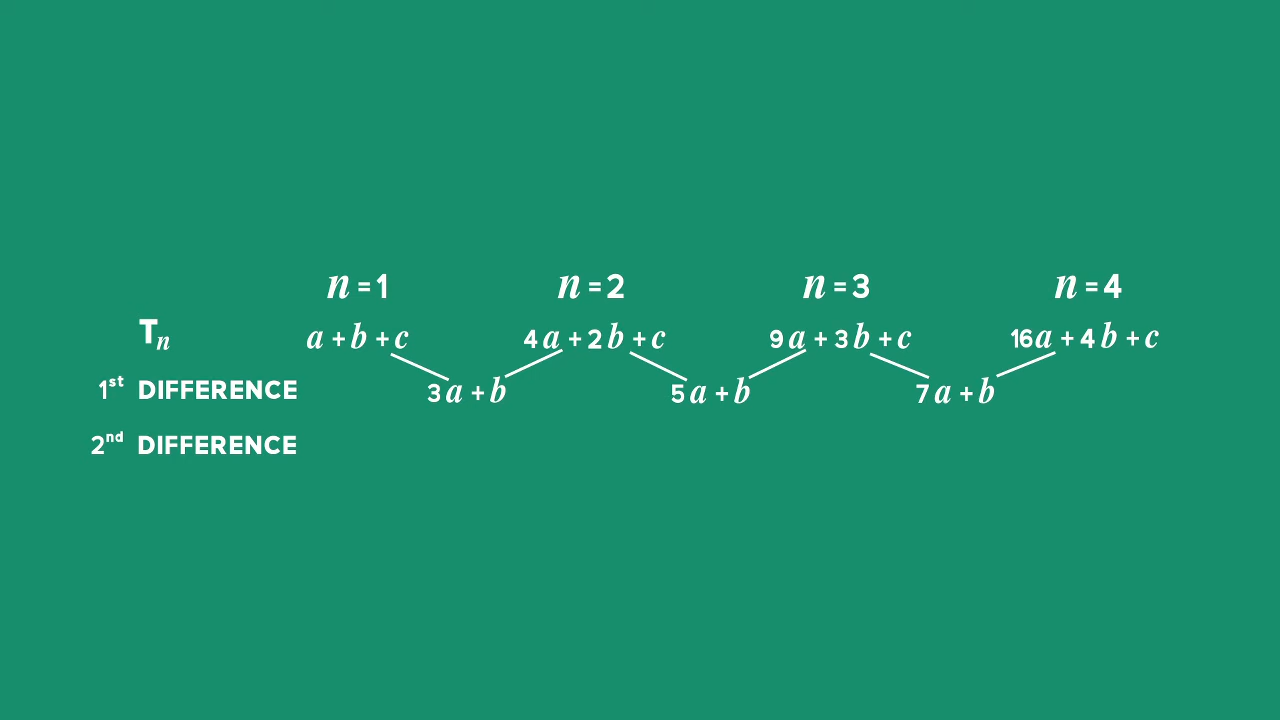 n = 1 n = 2 n = 3 n = 4
Tn a + b + c 4a + 2b + c 9a + 3b + c 16a + 4b + c
1st DIFFERENCE 3a + b 5a + b 7a + b
2nd DIFFERENCE